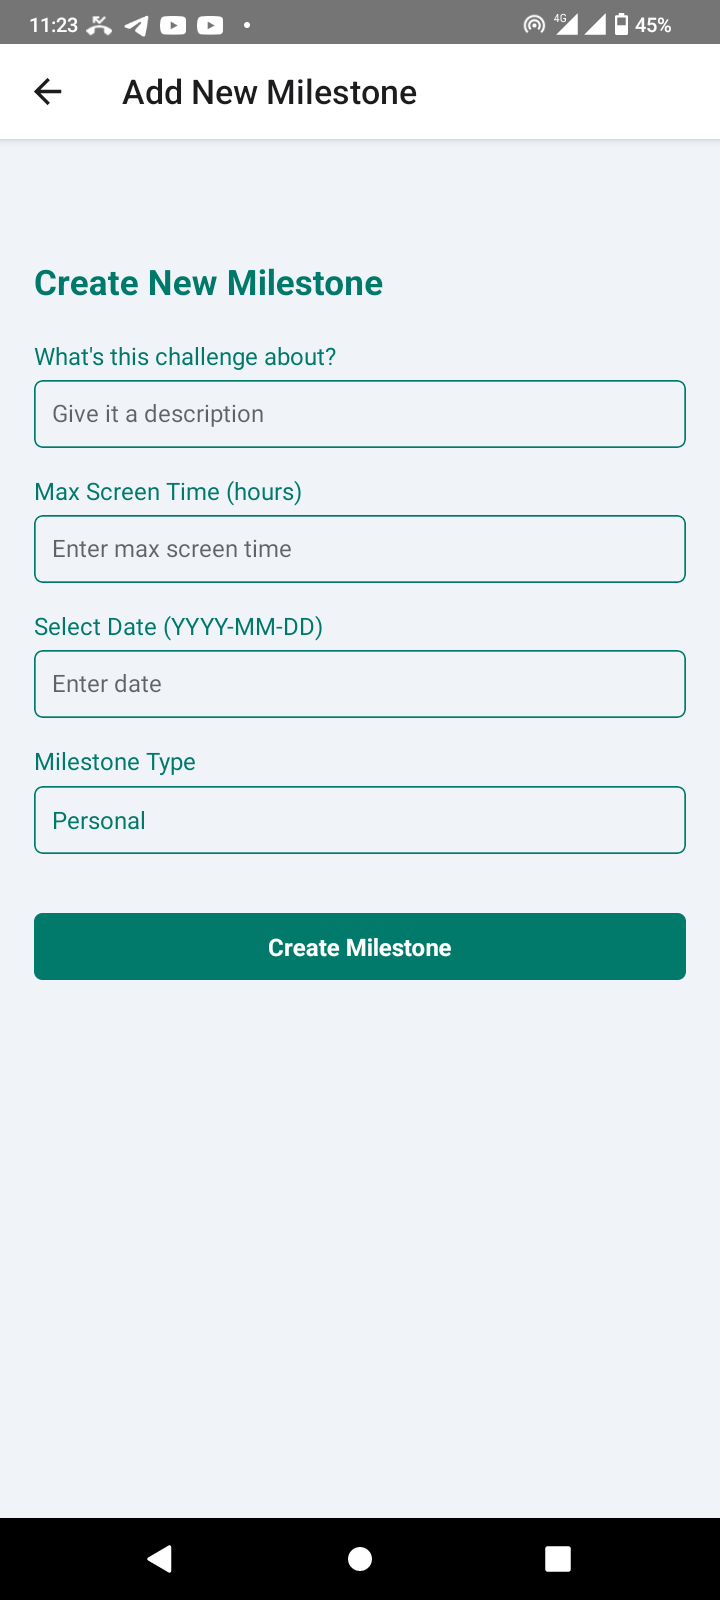 11:23 4G 45%
Add New Milestone
Create New Milestone
What's this challenge about?
Give it a description
Max Screen Time (hours)
Enter max screen time
Select Date (YYYY-MM-DD)
Enter date
Milestone Type
Personal
Create Milestone